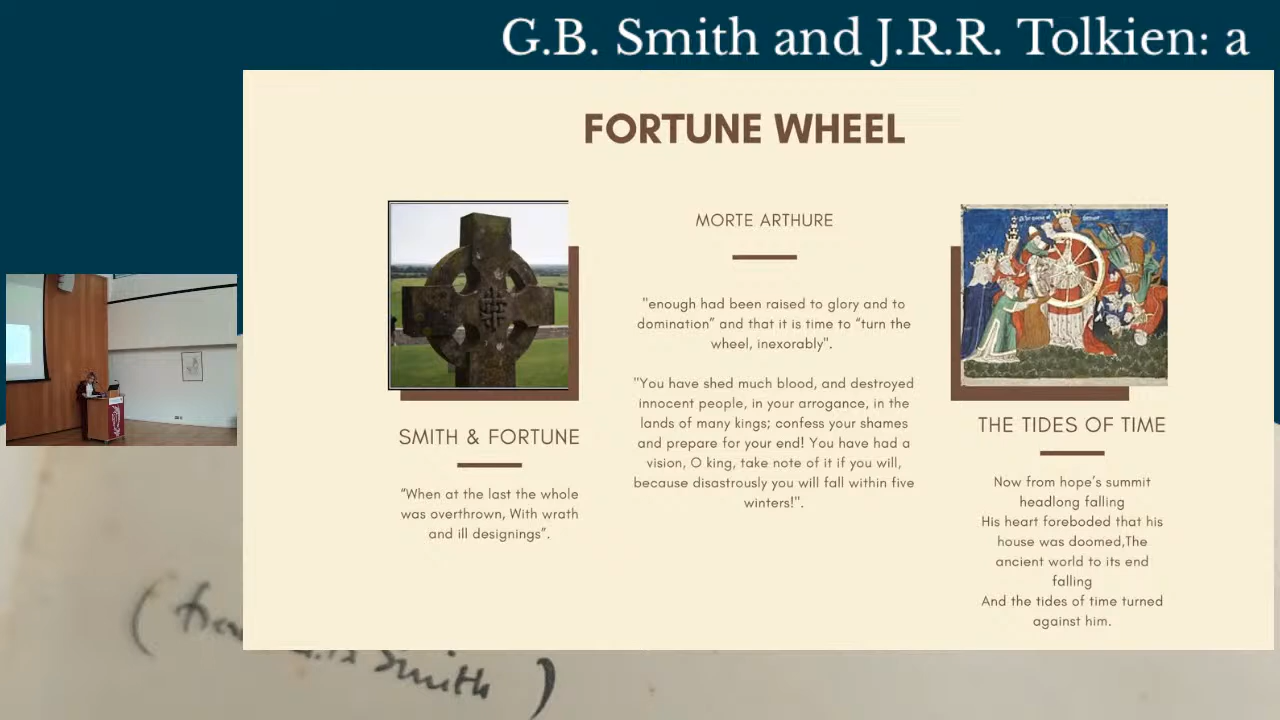 G.B. Smith and J.R.R. Tolkien: a
FORTUNE WHEEL
SMITH & FORTUNE
“When at the last the whole
was overthrown, With wrath
and ill designings”.
MORTE ARTHURE
"enough had been raised to glory and to
domination” and that it is time to “turn the
wheel, inexorably".
"You have shed much blood, and destroyed
innocent people, in your arrogance, in the
lands of many kings; confess your shames
and prepare for your end! You have had a
vision, O king, take note of it if you will,
because disastrously you will fall within five
winters!".
THE TIDES OF TIME
Now from hope’s summit
headlong falling
His heart foreboded that his
house was doomed,The
ancient world to its end
falling
And the tides of time turned
against him.
Smith )